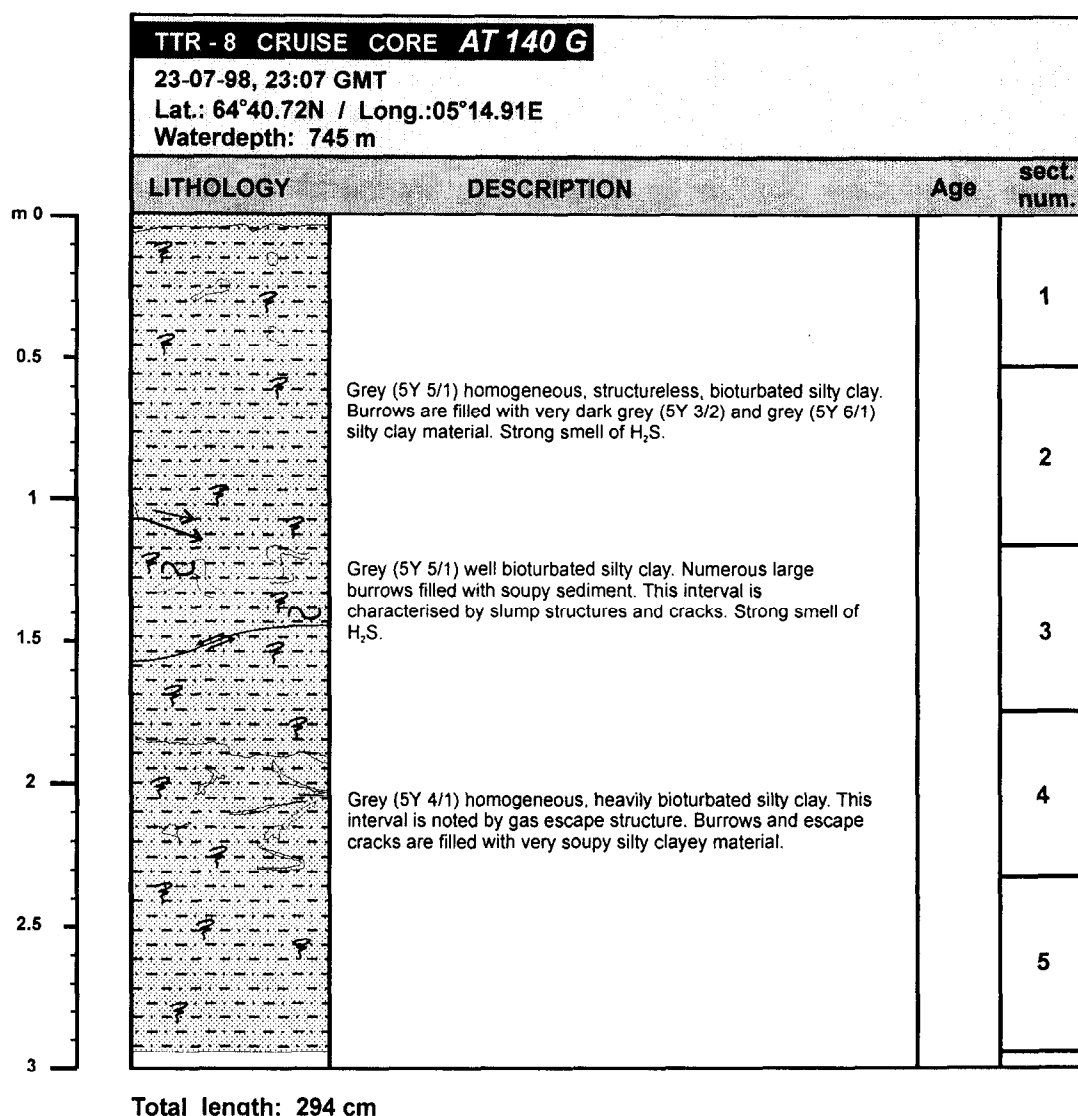 TTR - 8 CRUISE CORE AT 140 G
23-07-98, 23:07 GMT
Lat.: 64°40.72N / Long.:05°14.91E
Waterdepth: 745 m
LITHOLOGY DESCRIPTION Age sect. num.
m 0
1
0.5
Grey (5Y 5/1) homogeneous, structureless, bioturbated silty clay.
Burrows are filled with very dark grey (5Y 3/2) and grey (5Y 6/1)
silty clay material. Strong smell of H₂S.
2
1
Grey (5Y 5/1) well bioturbated silty clay. Numerous large
burrows filled with soupy sediment. This interval is
characterised by slump structures and cracks. Strong smell of
H₂S.
3
1.5
2
Grey (5Y 4/1) homogeneous, heavily bioturbated silty clay. This
interval is noted by gas escape structure. Burrows and escape
cracks are filled with very soupy silty clayey material.
4
2.5
5
3
Total length: 294 cm